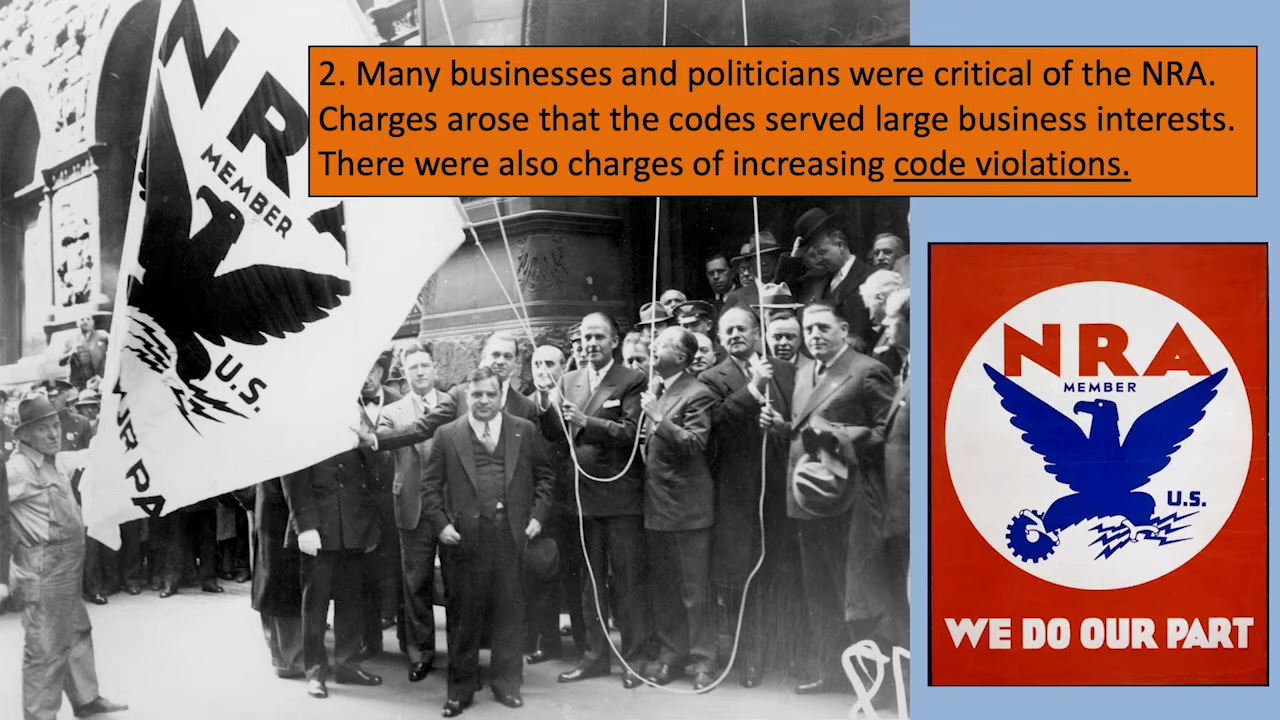 2. Many businesses and politicians were critical of the NRA.
Charges arose that the codes served large business interests.
There were also charges of increasing code violations.
NRA
MEMBER
U.S.
NRA
MEMBER
U.S.
WE DO OUR PART